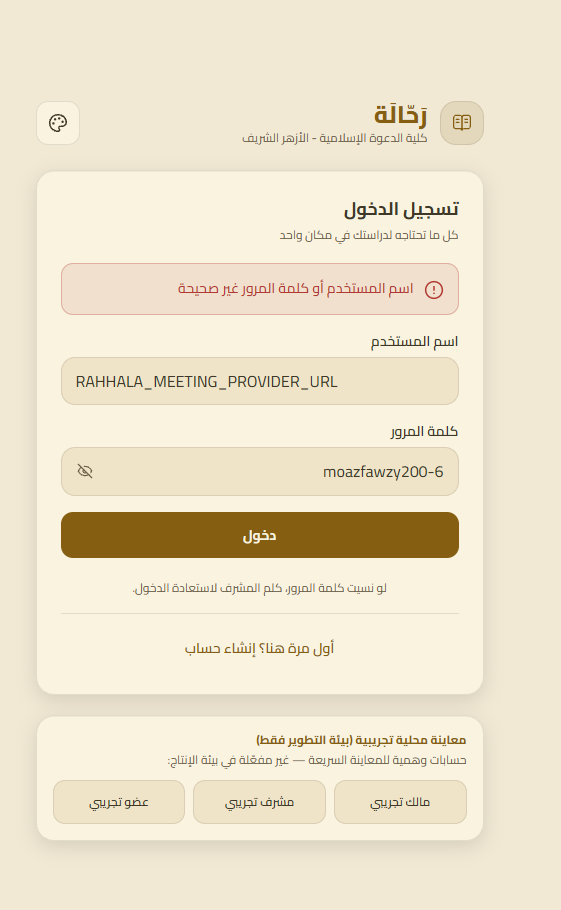 رَحّالَة
كلية الدعوة الإسلامية - الأزهر الشريف
تسجيل الدخول
كل ما تحتاجه لدراستك في مكان واحد
اسم المستخدم أو كلمة المرور غير صحيحة
اسم المستخدم
RAHHALA_MEETING_PROVIDER_URL
كلمة المرور
moazfawzy200-6
دخول
لو نسيت كلمة المرور، كلم المشرف لاستعادة الدخول.
أول مرة هنا؟ إنشاء حساب
معاينة محلية تجريبية (بيئة التطوير فقط)
حسابات وهمية للمعاينة السريعة — غير مفعّلة في بيئة الإنتاج:
مالك تجريبي
مشرف تجريبي
عضو تجريبي